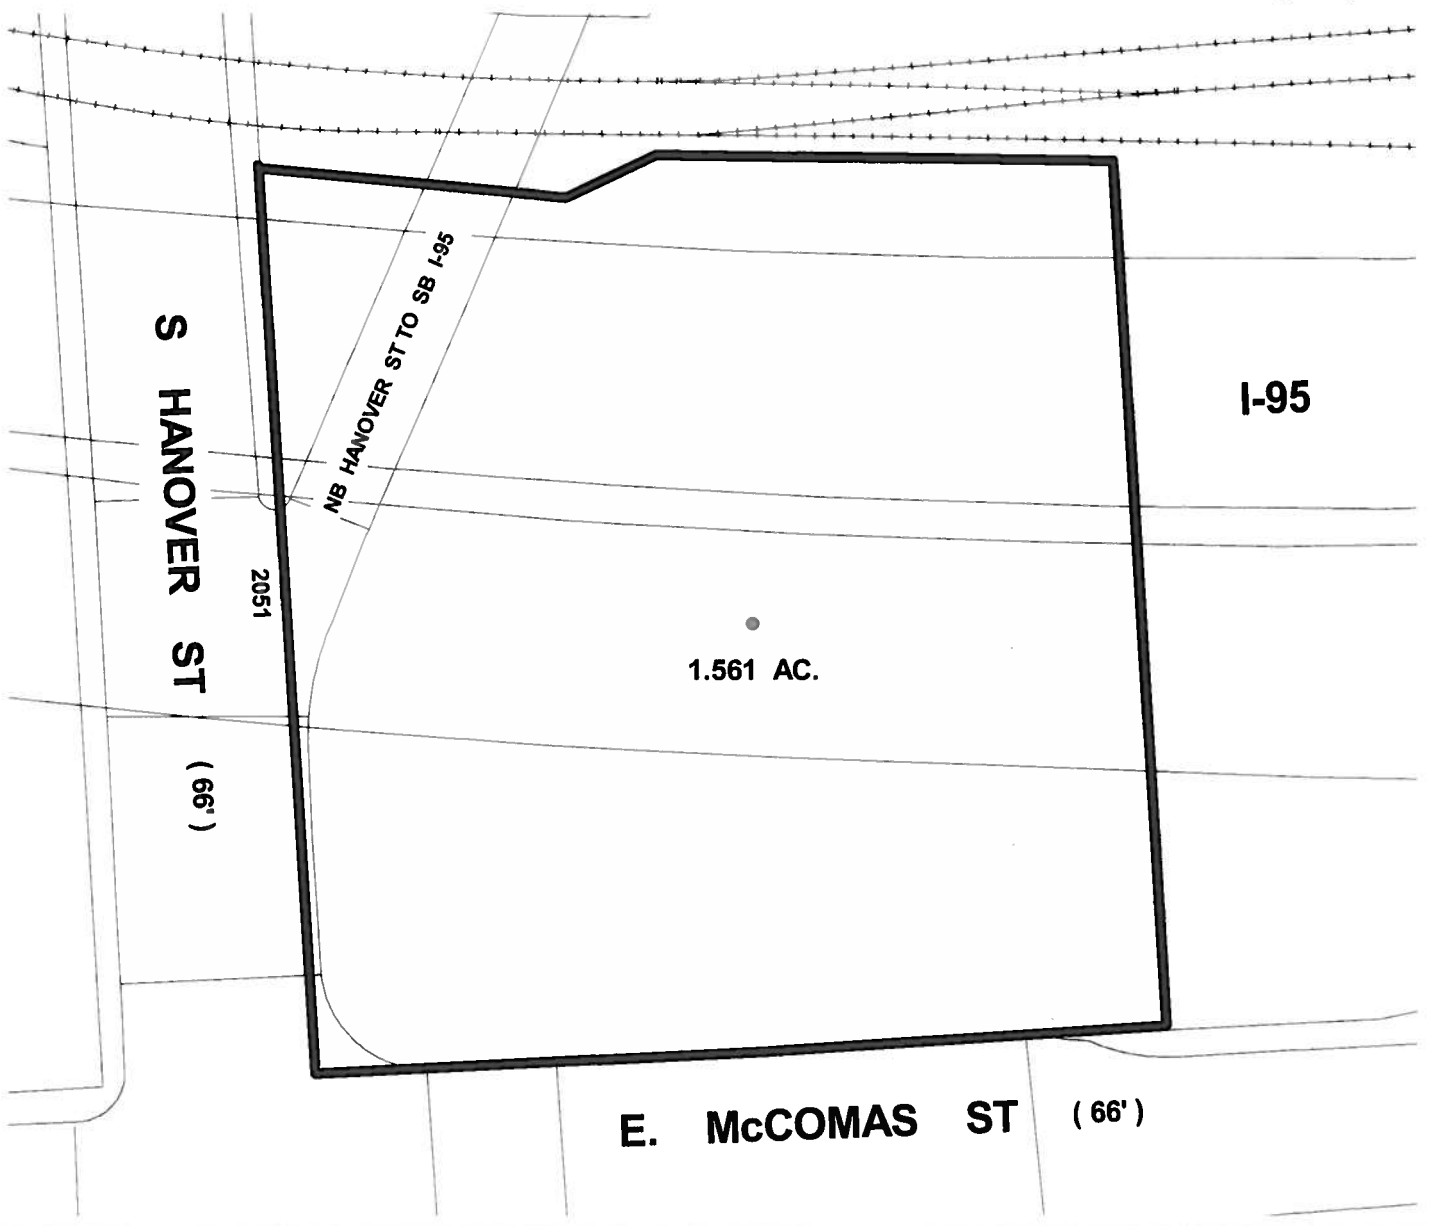 NB HANOVER ST TO SB I-95
S HANOVER ST ( 66' )
I-95
2051
1.561 AC.
E. McCOMAS ST ( 66' )